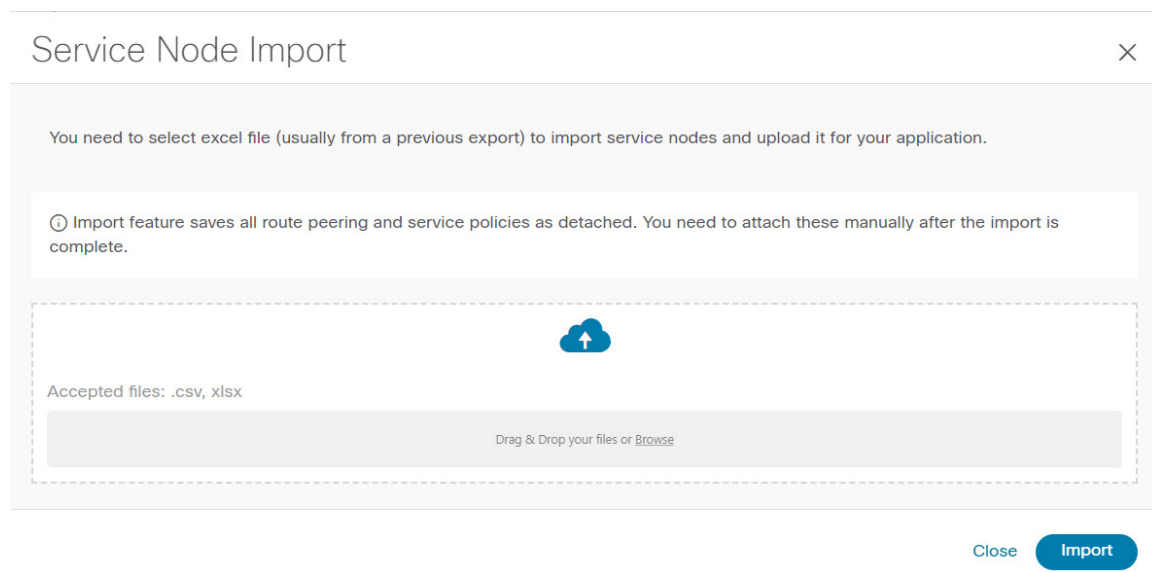 Service Node Import
You need to select excel file (usually from a previous export) to import service nodes and upload it for your application.
Import feature saves all route peering and service policies as detached. You need to attach these manually after the import is
complete.
Accepted files: .csv, xlsx
Drag & Drop your files or Browse
Close Import